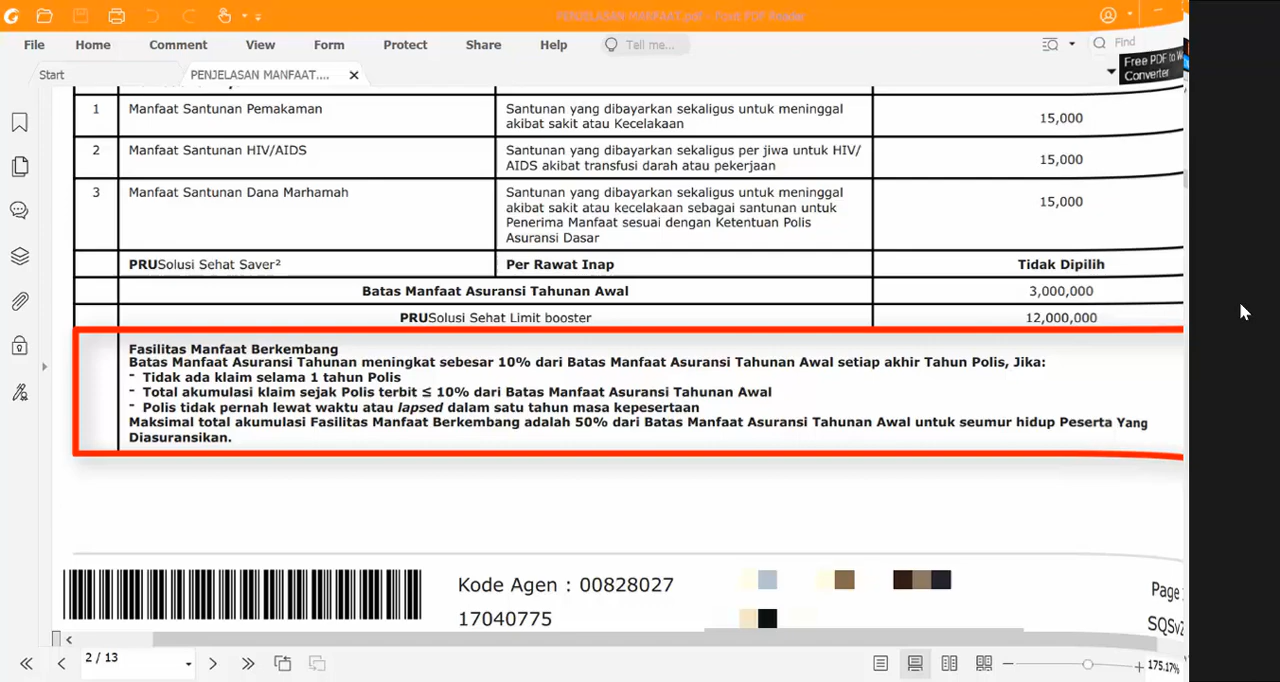 PENJELASAN MANFAAT.pdf - Foxit PDF Reader
File Home Comment View Form Protect Share Help Tell me... Find
Start PENJELASAN MANFAAT.... Free PDF to W
Converter
1 Manfaat Santunan Pemakaman Santunan yang dibayarkan sekaligus untuk meninggal 15,000
akibat sakit atau Kecelakaan
2 Manfaat Santunan HIV/AIDS Santunan yang dibayarkan sekaligus per jiwa untuk HIV/ 15,000
AIDS akibat transfusi darah atau pekerjaan
3 Manfaat Santunan Dana Marhamah Santunan yang dibayarkan sekaligus untuk meninggal 15,000
akibat sakit atau kecelakaan sebagai santunan untuk
Penerima Manfaat sesuai dengan Ketentuan Polis
Asuransi Dasar
PRUSolusi Sehat Saver² Per Rawat Inap Tidak Dipilih
Batas Manfaat Asuransi Tahunan Awal 3,000,000
PRUSolusi Sehat Limit booster 12,000,000
Fasilitas Manfaat Berkembang
Batas Manfaat Asuransi Tahunan meningkat sebesar 10% dari Batas Manfaat Asuransi Tahunan Awal setiap akhir Tahun Polis, Jika:
- Tidak ada klaim selama 1 tahun Polis
- Total akumulasi klaim sejak Polis terbit ≤ 10% dari Batas Manfaat Asuransi Tahunan Awal
- Polis tidak pernah lewat waktu atau lapsed dalam satu tahun masa kepesertaan
Maksimal total akumulasi Fasilitas Manfaat Berkembang adalah 50% dari Batas Manfaat Asuransi Tahunan Awal untuk seumur hidup Peserta Yang
Diasuransikan.
Kode Agen : 00828027 Page
17040775 SQSv2
2 / 13 175.17%